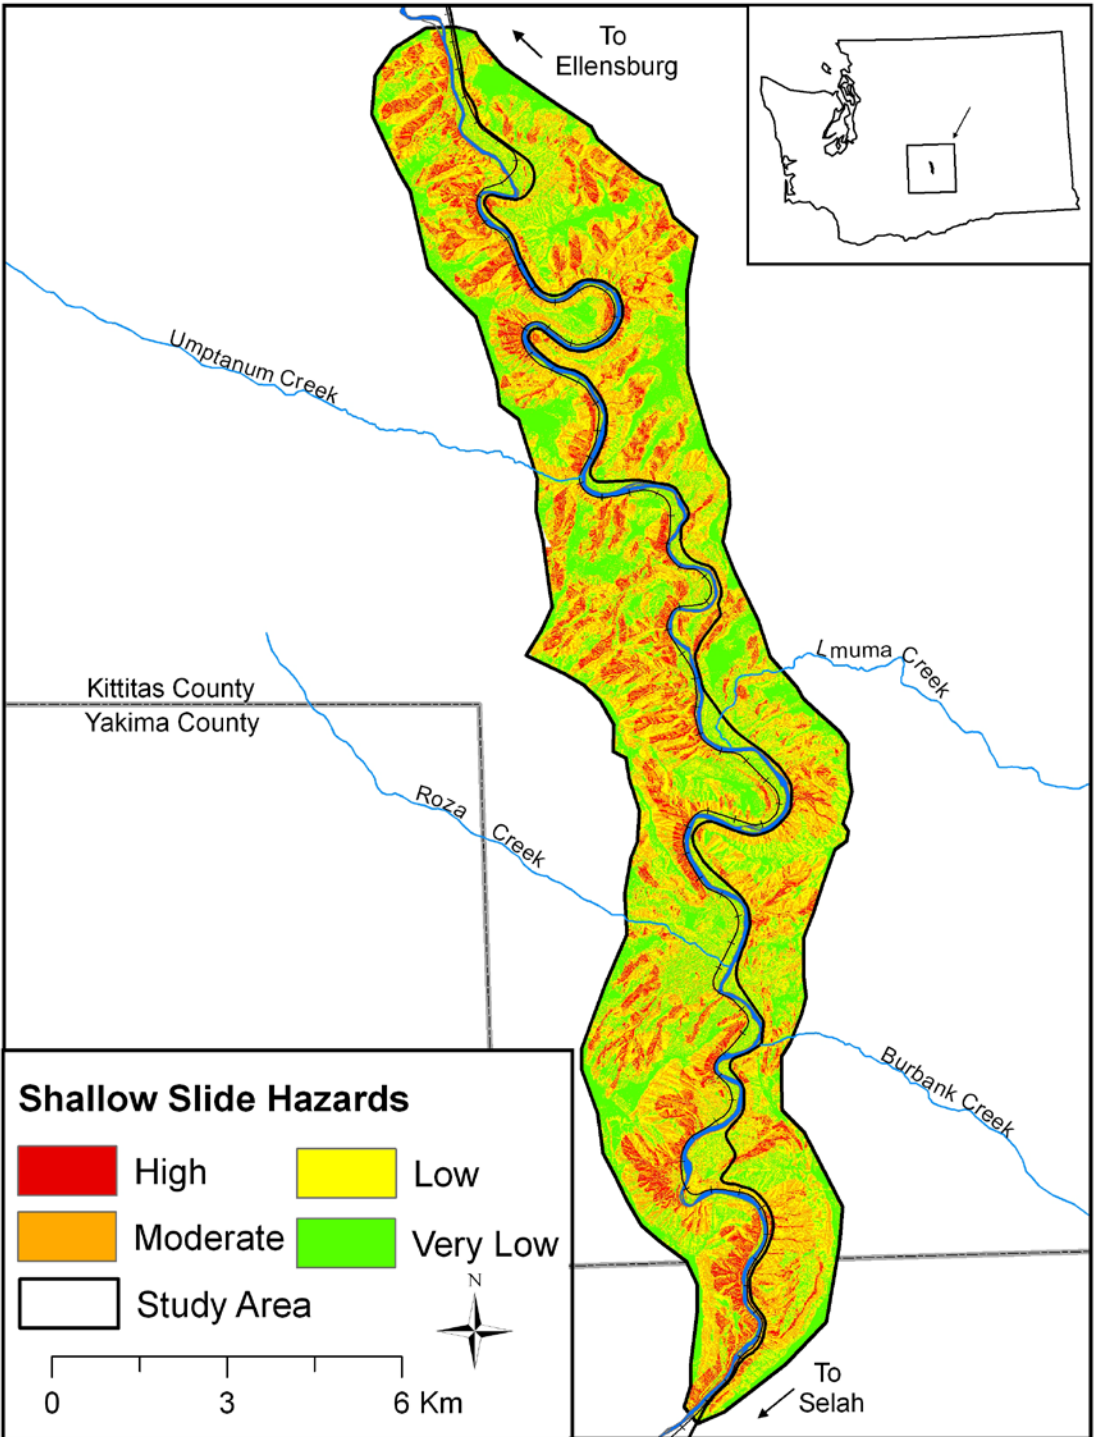 To
Ellensburg
Umptanum Creek
Lmuma Creek
Kittitas County
Yakima County
Roza Creek
Burbank Creek
Shallow Slide Hazards
High
Low
Moderate
Very Low
Study Area
N
0 3 6 Km
To
Selah